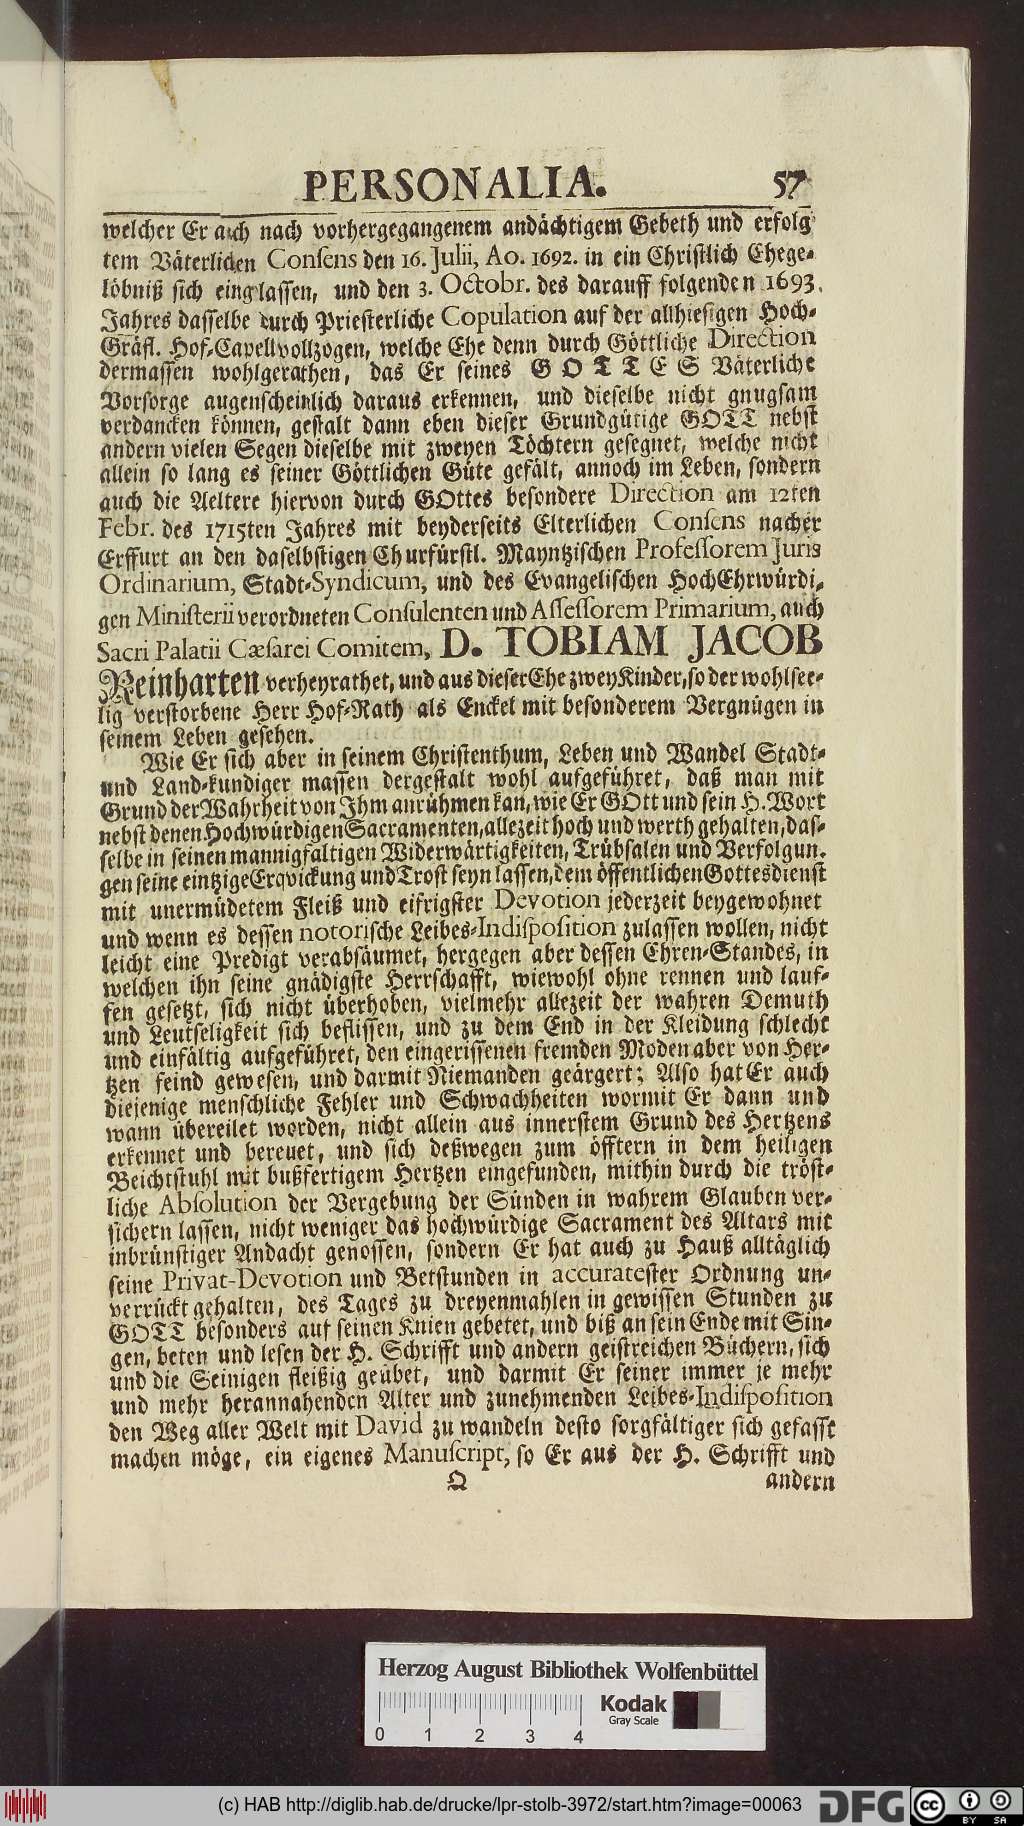 PERSONALIA. 57
welcher Er auch nach vorhergegangenem andächtigem Gebeth und erfolg
tem Väterlichen Consens den 16. Julii, Ao. 1692. in ein Christlich Ehege-
löbniß sich einglassen, und den 3. Octobr. des darauff folgenden 1693.
Jahres dasselbe durch Priesterliche Copulation auf der allhiesigen Hoch-
Gräfl. Hof-Capell vollzogen, welche Ehe denn durch Göttliche Direction
dermassen wohlgerathen, das Er seines GOTTES Väterliche
Vorsorge augenscheinlich daraus erkennen, und dieselbe nicht gnugsam
verdancken können, gestalt dann eben dieser Grundgütige GOTT nebst
andern vielen Segen dieselbe mit zweyen Töchtern gesegnet, welche nicht
allein so lang es seiner Göttlichen Güte gefält, annoch im Leben, sondern
auch die Aeltere hiervon durch GOttes besondere Direction am 12ten
Febr. des 1715ten Jahres mit beyderseits Elterlichen Consens nacher
Erffurt an den daselbstigen Churfürstl. Mayntzischen Professorem Juris
Ordinarium, Stadt-Syndicum, und des Evangelischen HochEhrwürdi-
gen Ministerii verordneten Consulenten und Assessorem Primarium, auch
Sacri Palatii Cæsarei Comitem, D. TOBIAM JACOB
Reinharten verheyrathet, und aus dieser Ehe zwey Kinder, so der wohlsee-
lig verstorbene Herr Hof-Rath als Enckel mit besonderem Vergnügen in
seinem Leben gesehen.
Wie Er sich aber in seinem Christenthum, Leben und Wandel Stadt-
und Land-kundiger massen dergestalt wohl aufgeführet, daß man mit
Grund der Wahrheit von Ihm anrühmen kan, wie Er GOtt und sein H. Wort
nebst denen Hochwürdigen Sacramenten, allezeit hoch und werth gehalten, das-
selbe in seinen mannigfaltigen Widerwärtigkeiten, Trübsalen und Verfolgun-
gen seine eintzige Erqvickung und Trost seyn lassen, dem öffentlichen Gottesdienst
mit unermüdetem Fleiß und eifrigster Devotion jederzeit beygewohnet
und wenn es dessen notorische Leibes-Indisposition zulassen wollen, nicht
leicht eine Predigt verabsäumet, hergegen aber dessen Ehren-Standes, in
welchen ihn seine gnädigste Herrschafft, wiewohl ohne rennen und lauf-
fen gesetzt, sich nicht überhoben, vielmehr allezeit der wahren Demuth
und Leutseligkeit sich beflissen, und zu dem End in der Kleidung schlecht
und einfältig aufgeführet, den eingerissenen fremden Moden aber von Her-
tzen feind gewesen, und darmit Niemanden geärgert; Also hat Er auch
diejenige menschliche Fehler und Schwachheiten wormit Er dann und
wann übereilet worden, nicht allein aus innerstem Grund des Hertzens
erkennet und bereuet, und sich deßwegen zum öfftern in dem heiligen
Beichtstuhl mit bußfertigem Hertzen eingefunden, mithin durch die tröst-
liche Absolution der Vergebung der Sünden in wahrem Glauben ver-
sichern lassen, nicht weniger das hochwürdige Sacrament des Altars mit
inbrünstiger Andacht genossen, sondern Er hat auch zu Hauß alltäglich
seine Privat-Devotion und Betstunden in accuratester Ordnung un-
verrückt gehalten, des Tages zu dreyenmahlen in gewissen Stunden zu
GOTT besonders auf seinen Knien gebetet, und biß an sein Ende mit Sin-
gen, beten und lesen der H. Schrifft und andern geistreichen Büchern, sich
und die Seinigen fleißig geübet, und darmit Er seiner immer je mehr
und mehr herannahenden Alter und zunehmenden Leibes-Indisposition
den Weg aller Welt mit David zu wandeln desto sorgfältiger sich gefasst
machen möge, ein eigenes Manuscript, so Er aus der H. Schrifft und
Q andern
Herzog August Bibliothek Wolfenbüttel
0 1 2 3 4
Kodak
Gray Scale
(c) HAB http://diglib.hab.de/drucke/lpr-stolb-3972/start.htm?image=00063
DFG
cc BY SA